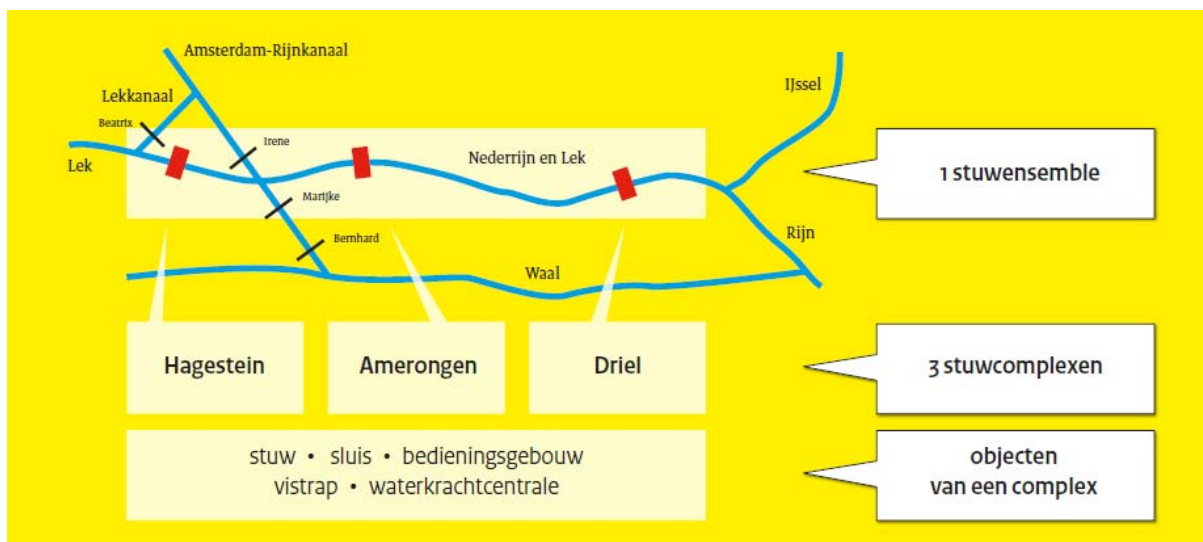 Amsterdam-Rijnkanaal
Lekkanaal
Beatrix
Irene
Lek
Nederrijn en Lek
IJssel
Marijke
Bernhard
Rijn
Waal
1 stuwensemble
Hagestein
Amerongen
Driel
3 stuwcomplexen
stuw • sluis • bedieningsgebouw
vistrap • waterkrachtcentrale
objecten
van een complex